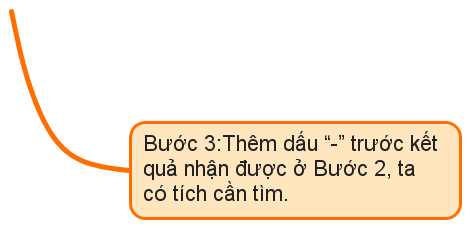 Bước 3:Thêm dấu “-” trước kết
quả nhận được ở Bước 2, ta
có tích cần tìm.